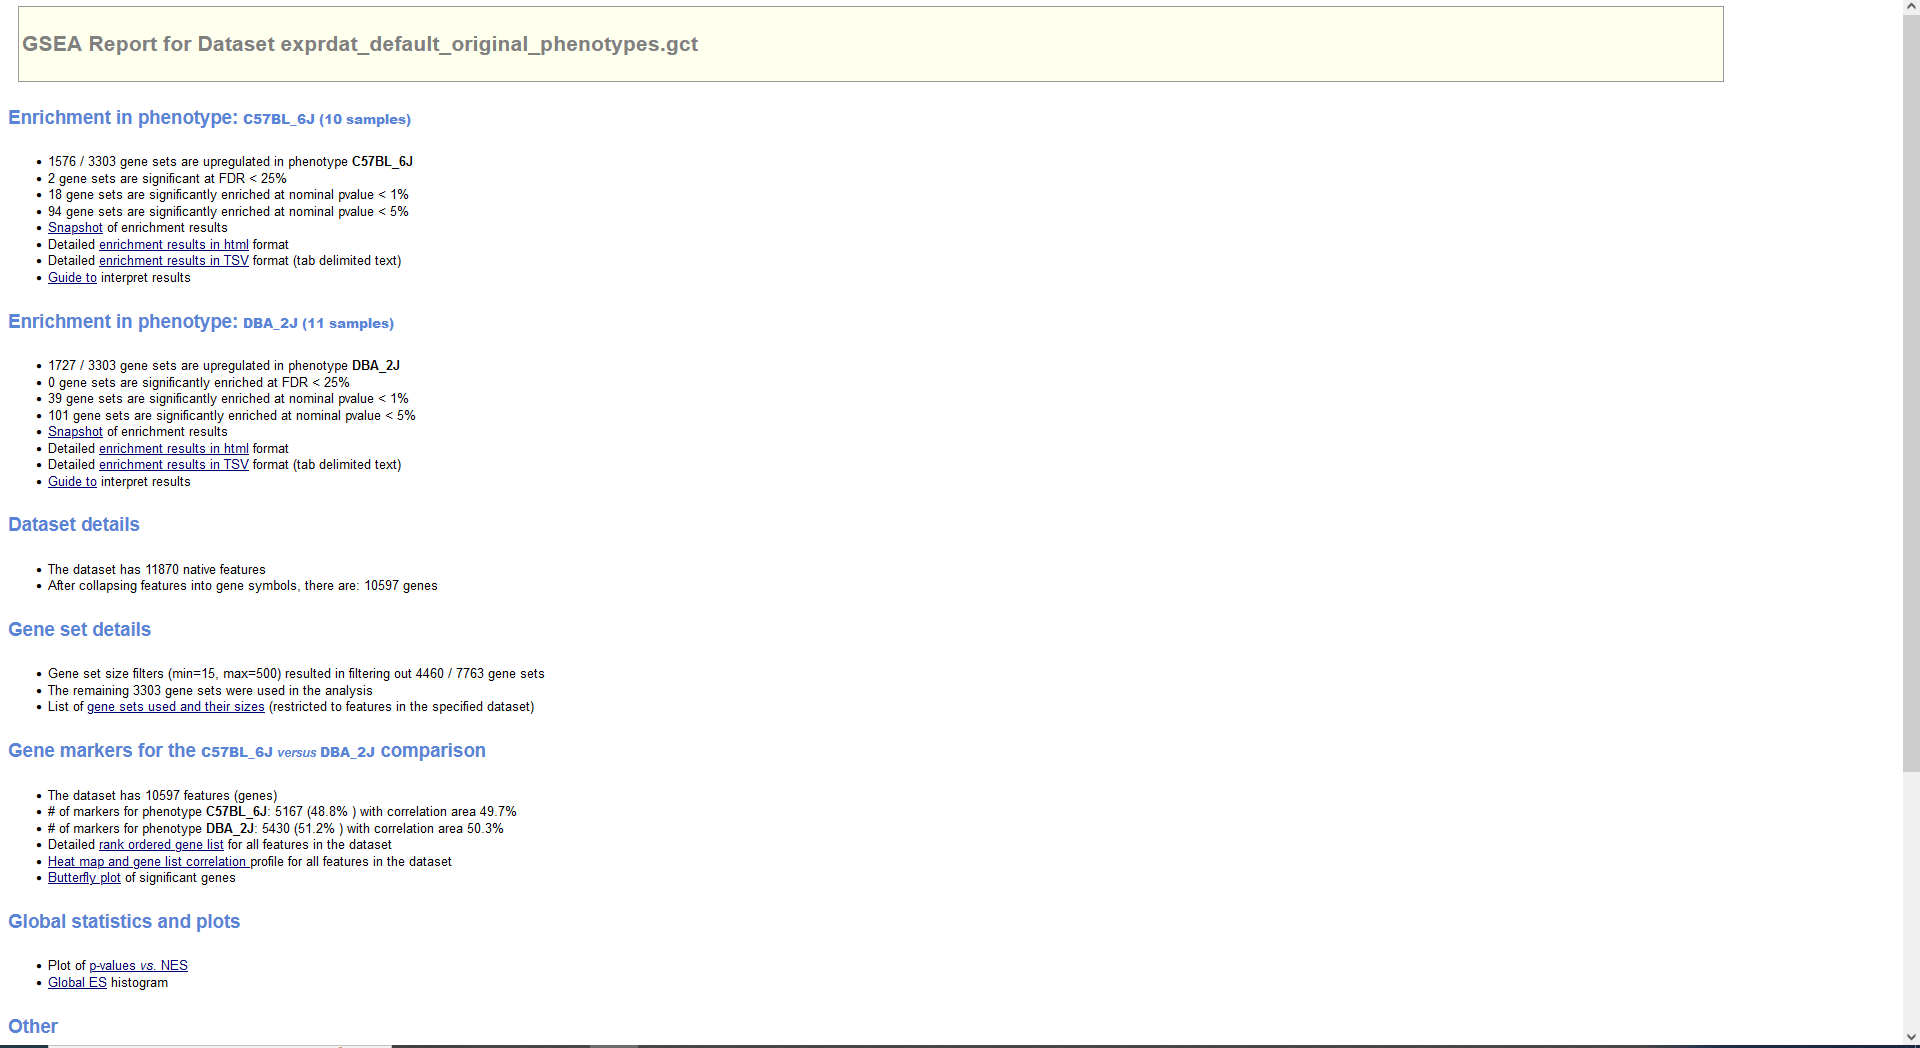 GSEA Report for Dataset exprdat_default_original_phenotypes.gct
Enrichment in phenotype: C57BL_6J (10 samples)
• 1576 / 3303 gene sets are upregulated in phenotype C57BL_6J
• 2 gene sets are significant at FDR < 25%
• 18 gene sets are significantly enriched at nominal pvalue < 1%
• 94 gene sets are significantly enriched at nominal pvalue < 5%
• Snapshot of enrichment results
• Detailed enrichment results in html format
• Detailed enrichment results in TSV format (tab delimited text)
• Guide to interpret results
Enrichment in phenotype: DBA_2J (11 samples)
• 1727 / 3303 gene sets are upregulated in phenotype DBA_2J
• 0 gene sets are significantly enriched at FDR < 25%
• 39 gene sets are significantly enriched at nominal pvalue < 1%
• 101 gene sets are significantly enriched at nominal pvalue < 5%
• Snapshot of enrichment results
• Detailed enrichment results in html format
• Detailed enrichment results in TSV format (tab delimited text)
• Guide to interpret results
Dataset details
• The dataset has 11870 native features
• After collapsing features into gene symbols, there are: 10597 genes
Gene set details
• Gene set size filters (min=15, max=500) resulted in filtering out 4460 / 7763 gene sets
• The remaining 3303 gene sets were used in the analysis
• List of gene sets used and their sizes (restricted to features in the specified dataset)
Gene markers for the C57BL_6J versus DBA_2J comparison
• The dataset has 10597 features (genes)
• # of markers for phenotype C57BL_6J: 5167 (48.8% ) with correlation area 49.7%
• # of markers for phenotype DBA_2J: 5430 (51.2% ) with correlation area 50.3%
• Detailed rank ordered gene list for all features in the dataset
• Heat map and gene list correlation profile for all features in the dataset
• Butterfly plot of significant genes
Global statistics and plots
• Plot of p-values vs. NES
• Global ES histogram
Other